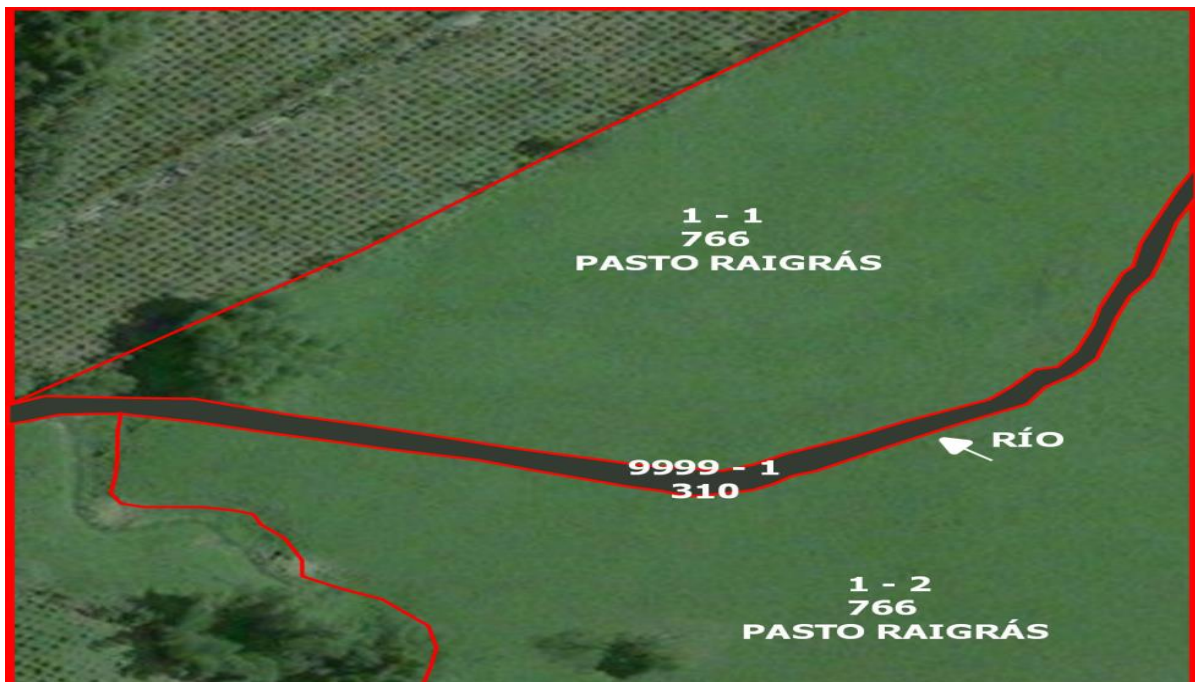 1 - 1
766
PASTO RAIGRÁS
RÍO
9999 - 1
310
1 - 2
766
PASTO RAIGRÁS